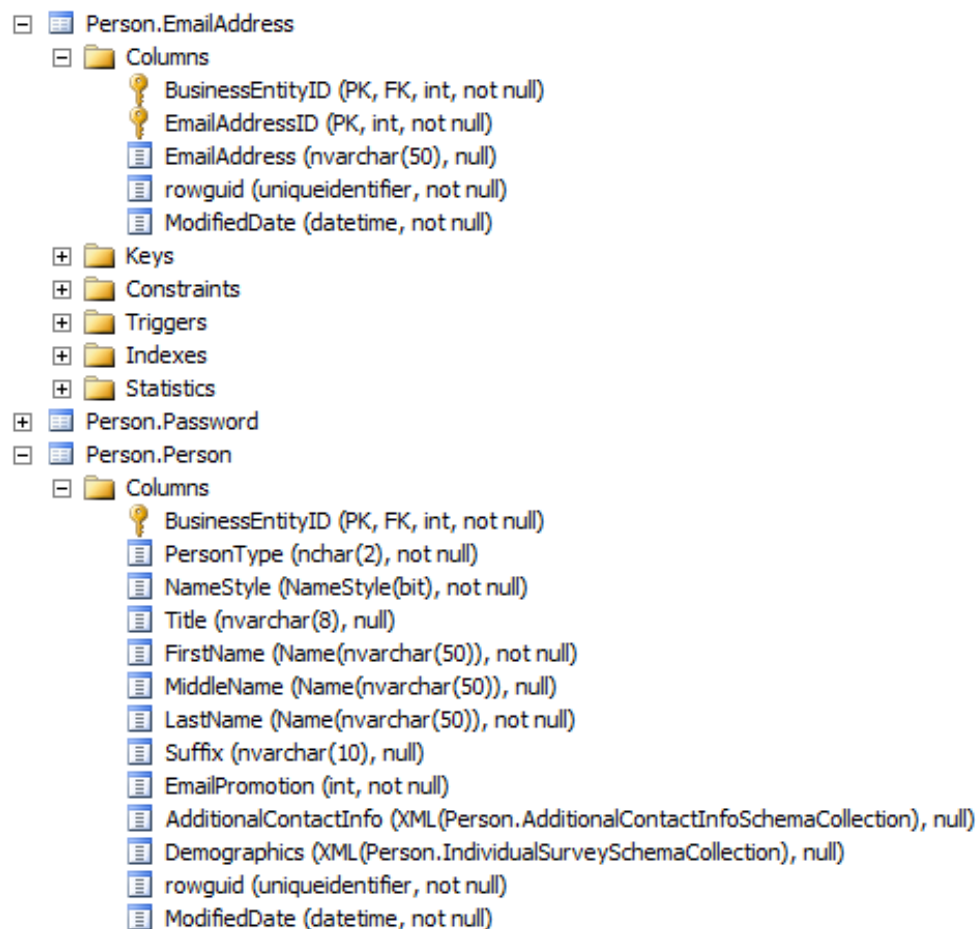 Person.EmailAddress
Columns
BusinessEntityID (PK, FK, int, not null)
EmailAddressID (PK, int, not null)
EmailAddress (nvarchar(50), null)
rowguid (uniqueidentifier, not null)
ModifiedDate (datetime, not null)
Keys
Constraints
Triggers
Indexes
Statistics
Person.Password
Person.Person
Columns
BusinessEntityID (PK, FK, int, not null)
PersonType (nchar(2), not null)
NameStyle (NameStyle(bit), not null)
Title (nvarchar(8), null)
FirstName (Name(nvarchar(50)), not null)
MiddleName (Name(nvarchar(50)), null)
LastName (Name(nvarchar(50)), not null)
Suffix (nvarchar(10), null)
EmailPromotion (int, not null)
AdditionalContactInfo (XML(Person.AdditionalContactInfoSchemaCollection), null)
Demographics (XML(Person.IndividualSurveySchemaCollection), null)
rowguid (uniqueidentifier, not null)
ModifiedDate (datetime, not null)